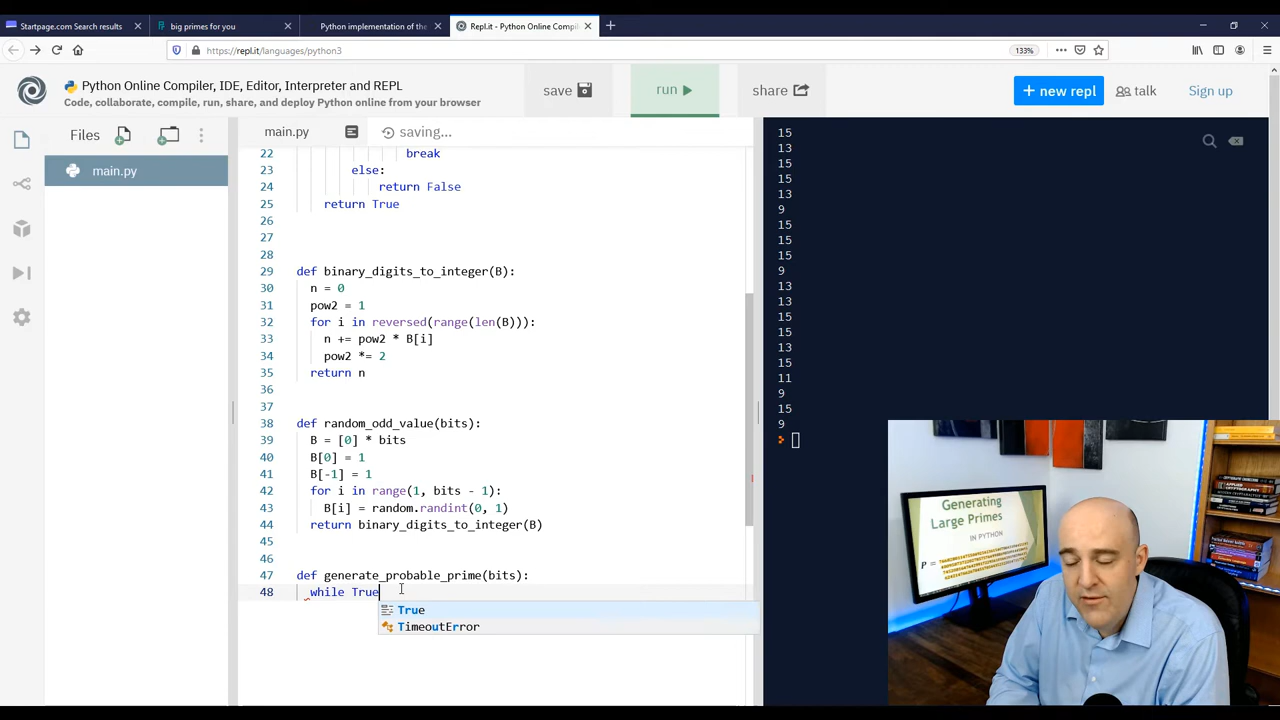 Startpage.com Search results
big primes for you
Python implementation of the
Repl.it - Python Online Compil
https://repl.it/languages/python3
133%
Python Online Compiler, IDE, Editor, Interpreter and REPL
Code, collaborate, compile, run, share, and deploy Python online from your browser
save
run
share
+ new repl
talk
Sign up
Files
main.py
saving...
main.py
22 break
23 else:
24 return False
25 return True
26
27
28
29 def binary_digits_to_integer(B):
30 n = 0
31 pow2 = 1
32 for i in reversed(range(len(B))):
33 n += pow2 * B[i]
34 pow2 *= 2
35 return n
36
37
38 def random_odd_value(bits):
39 B = [0] * bits
40 B[0] = 1
41 B[-1] = 1
42 for i in range(1, bits - 1):
43 B[i] = random.randint(0, 1)
44 return binary_digits_to_integer(B)
45
46
47 def generate_probable_prime(bits):
48 while True
True
TimeoutError
15
13
15
15
13
9
15
15
15
9
13
13
15
15
13
15
11
9
15
9
Generating
Large Primes
IN PYTHON
P =